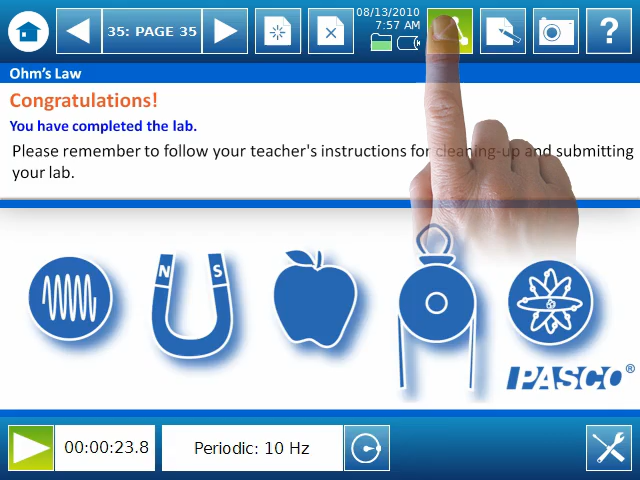 35: PAGE 35
08/13/2010
7:57 AM
?
Ohm's Law
Congratulations!
You have completed the lab.
Please remember to follow your teacher's instructions for cleaning-up and submitting
your lab.
N S
PASCO®
00:00:23.8
Periodic: 10 Hz